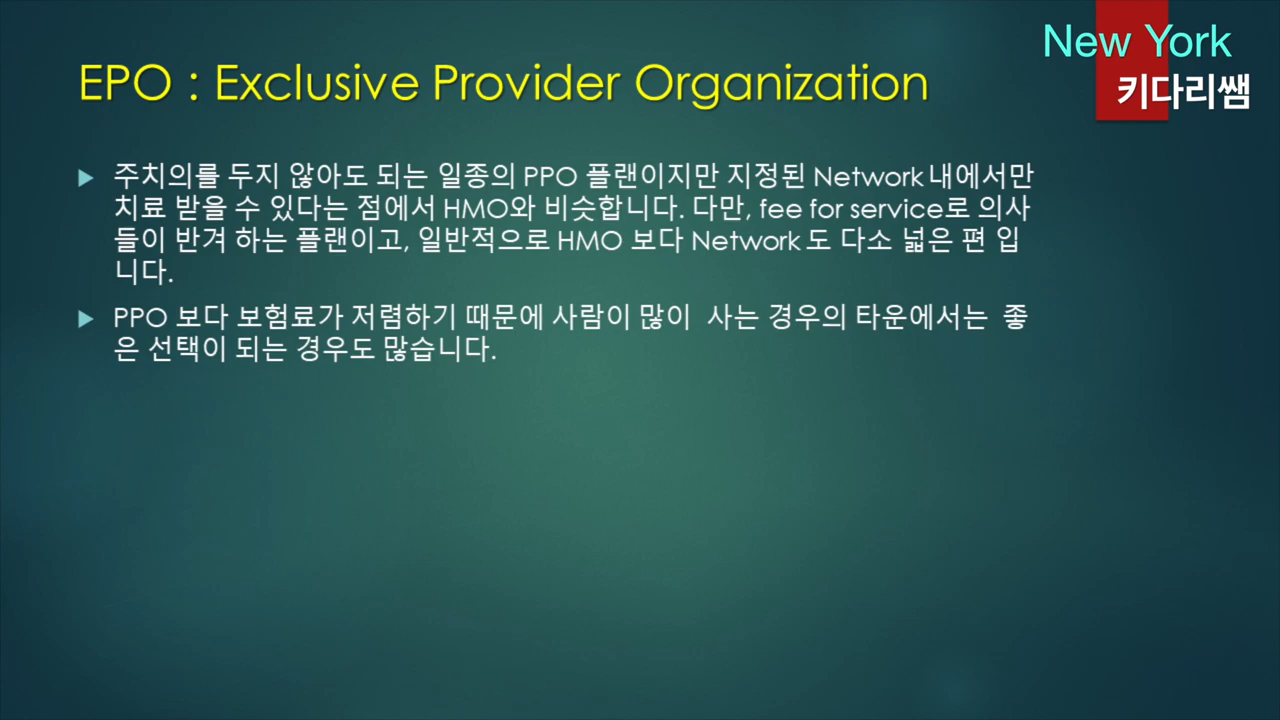 New York
키다리쌤
EPO : Exclusive Provider Organization
주치의를 두지 않아도 되는 일종의 PPO 플랜이지만 지정된 Network 내에서만
치료 받을 수 있다는 점에서 HMO와 비슷합니다. 다만, fee for service로 의사
들이 반겨 하는 플랜이고, 일반적으로 HMO 보다 Network 도 다소 넓은 편 입
니다.
PPO 보다 보험료가 저렴하기 때문에 사람이 많이 사는 경우의 타운에서는 좋
은 선택이 되는 경우도 많습니다.